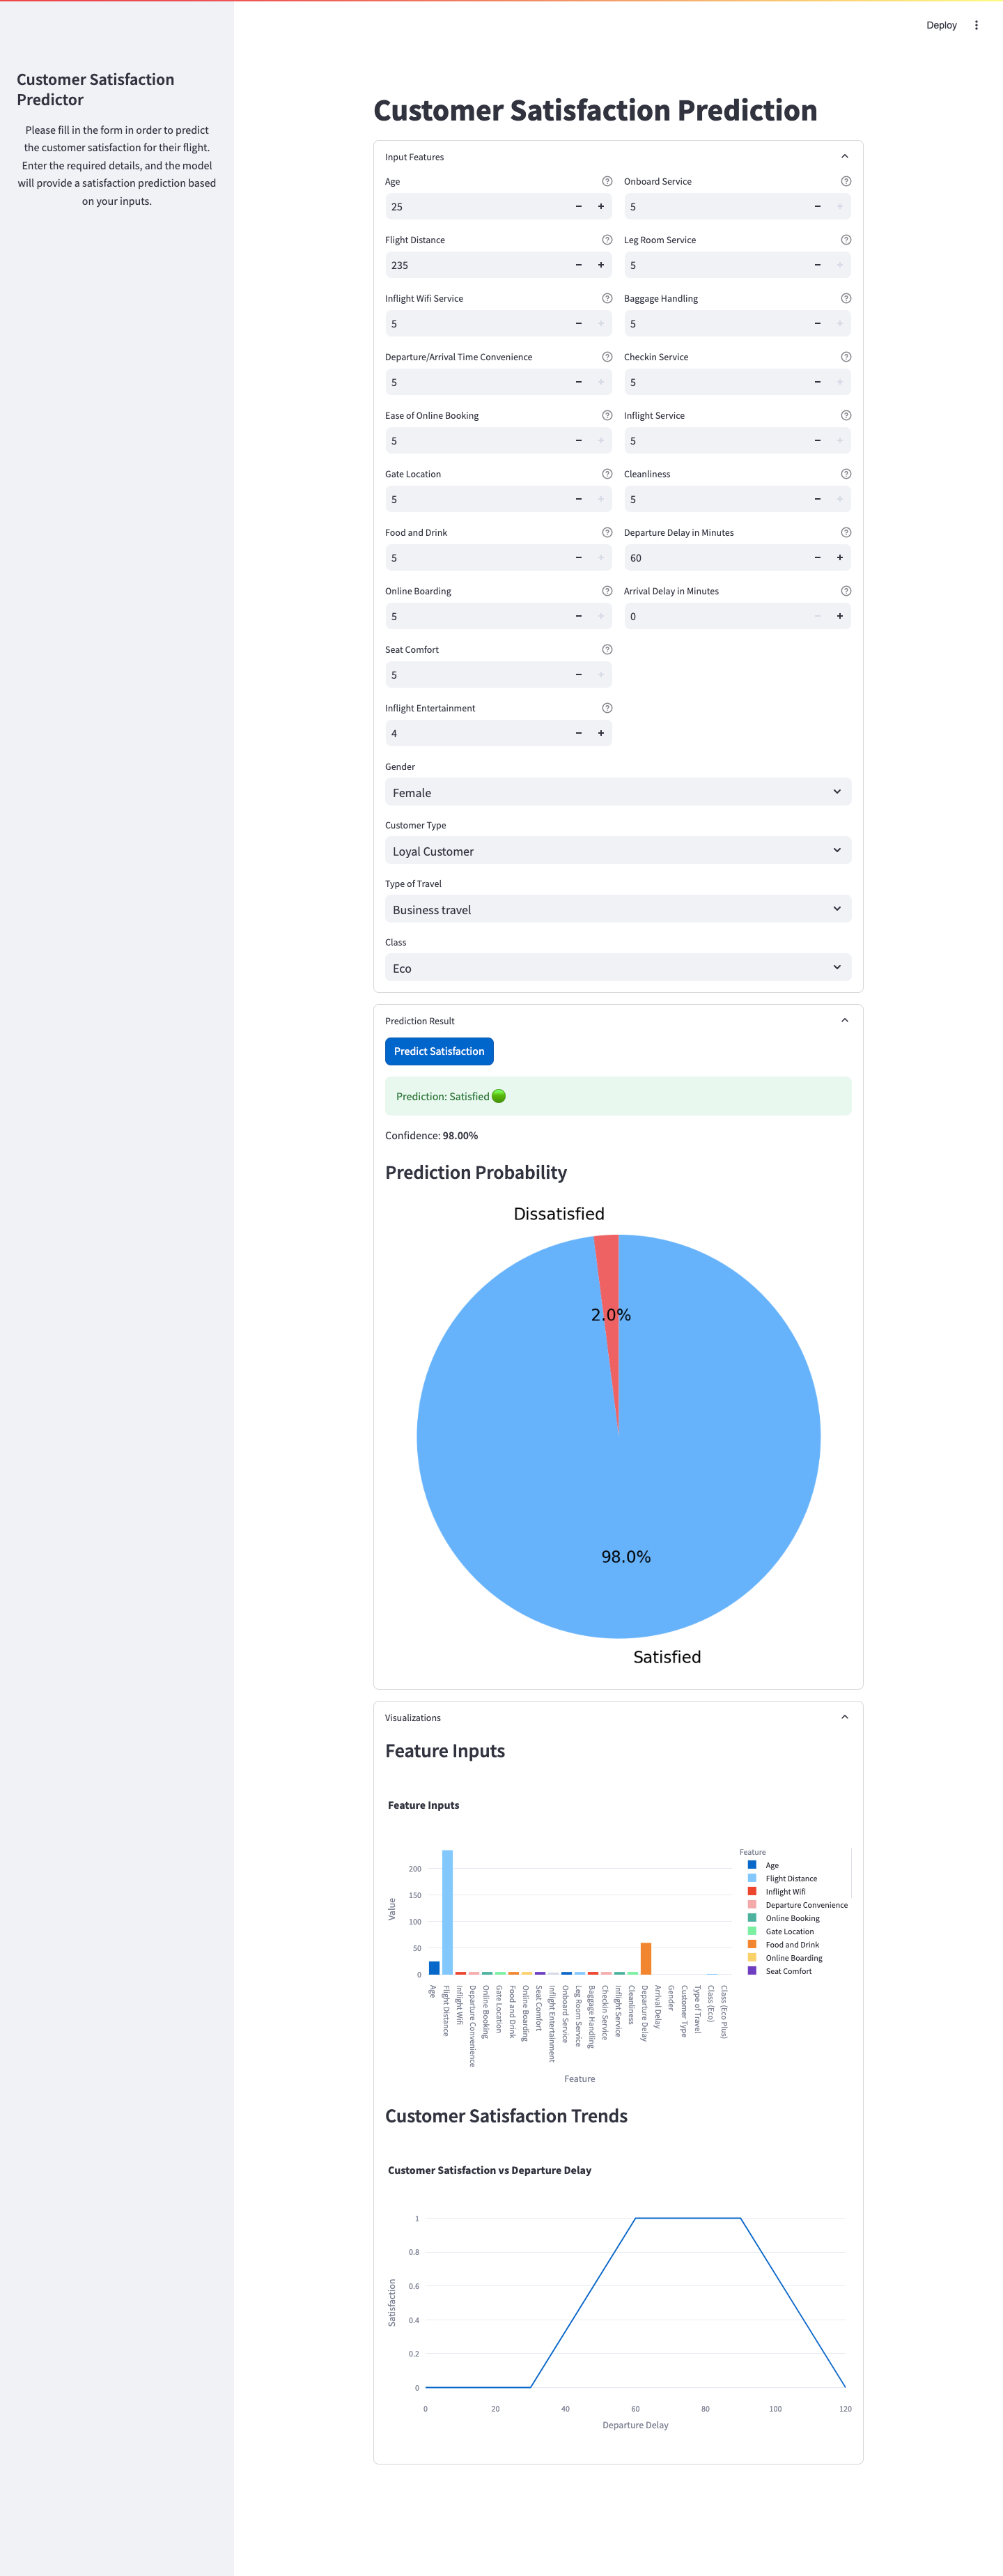 Deploy
Customer Satisfaction
Predictor
Please fill in the form in order to predict
the customer satisfaction for their flight.
Enter the required details, and the model
will provide a satisfaction prediction based
on your inputs.
Customer Satisfaction Prediction
Input Features
Age
25
Flight Distance
235
Inflight Wifi Service
5
Departure/Arrival Time Convenience
5
Ease of Online Booking
5
Gate Location
5
Food and Drink
5
Online Boarding
5
Seat Comfort
5
Inflight Entertainment
4
Onboard Service
5
Leg Room Service
5
Baggage Handling
5
Checkin Service
5
Inflight Service
5
Cleanliness
5
Departure Delay in Minutes
60
Arrival Delay in Minutes
0
Gender
Female
Customer Type
Loyal Customer
Type of Travel
Business travel
Class
Eco
Prediction Result
Predict Satisfaction
Prediction: Satisfied
Confidence: 98.00%
Prediction Probability
Dissatisfied
2.0%
98.0%
Satisfied
Visualizations
Feature Inputs
Feature Inputs
Value
200
150
100
50
0
Age
Flight Distance
Inflight Wifi
Departure Convenience
Online Booking
Gate Location
Food and Drink
Online Boarding
Seat Comfort
Inflight Entertainment
Onboard Service
Leg Room Service
Baggage Handling
Checkin Service
Inflight Service
Cleanliness
Departure Delay
Arrival Delay
Gender
Customer Type
Type of Travel
Class (Eco)
Class (Eco Plus)
Feature
Feature
Age
Flight Distance
Inflight Wifi
Departure Convenience
Online Booking
Gate Location
Food and Drink
Online Boarding
Seat Comfort
Customer Satisfaction Trends
Customer Satisfaction vs Departure Delay
Satisfaction
1
0.8
0.6
0.4
0.2
0
0
20
40
60
80
100
120
Departure Delay